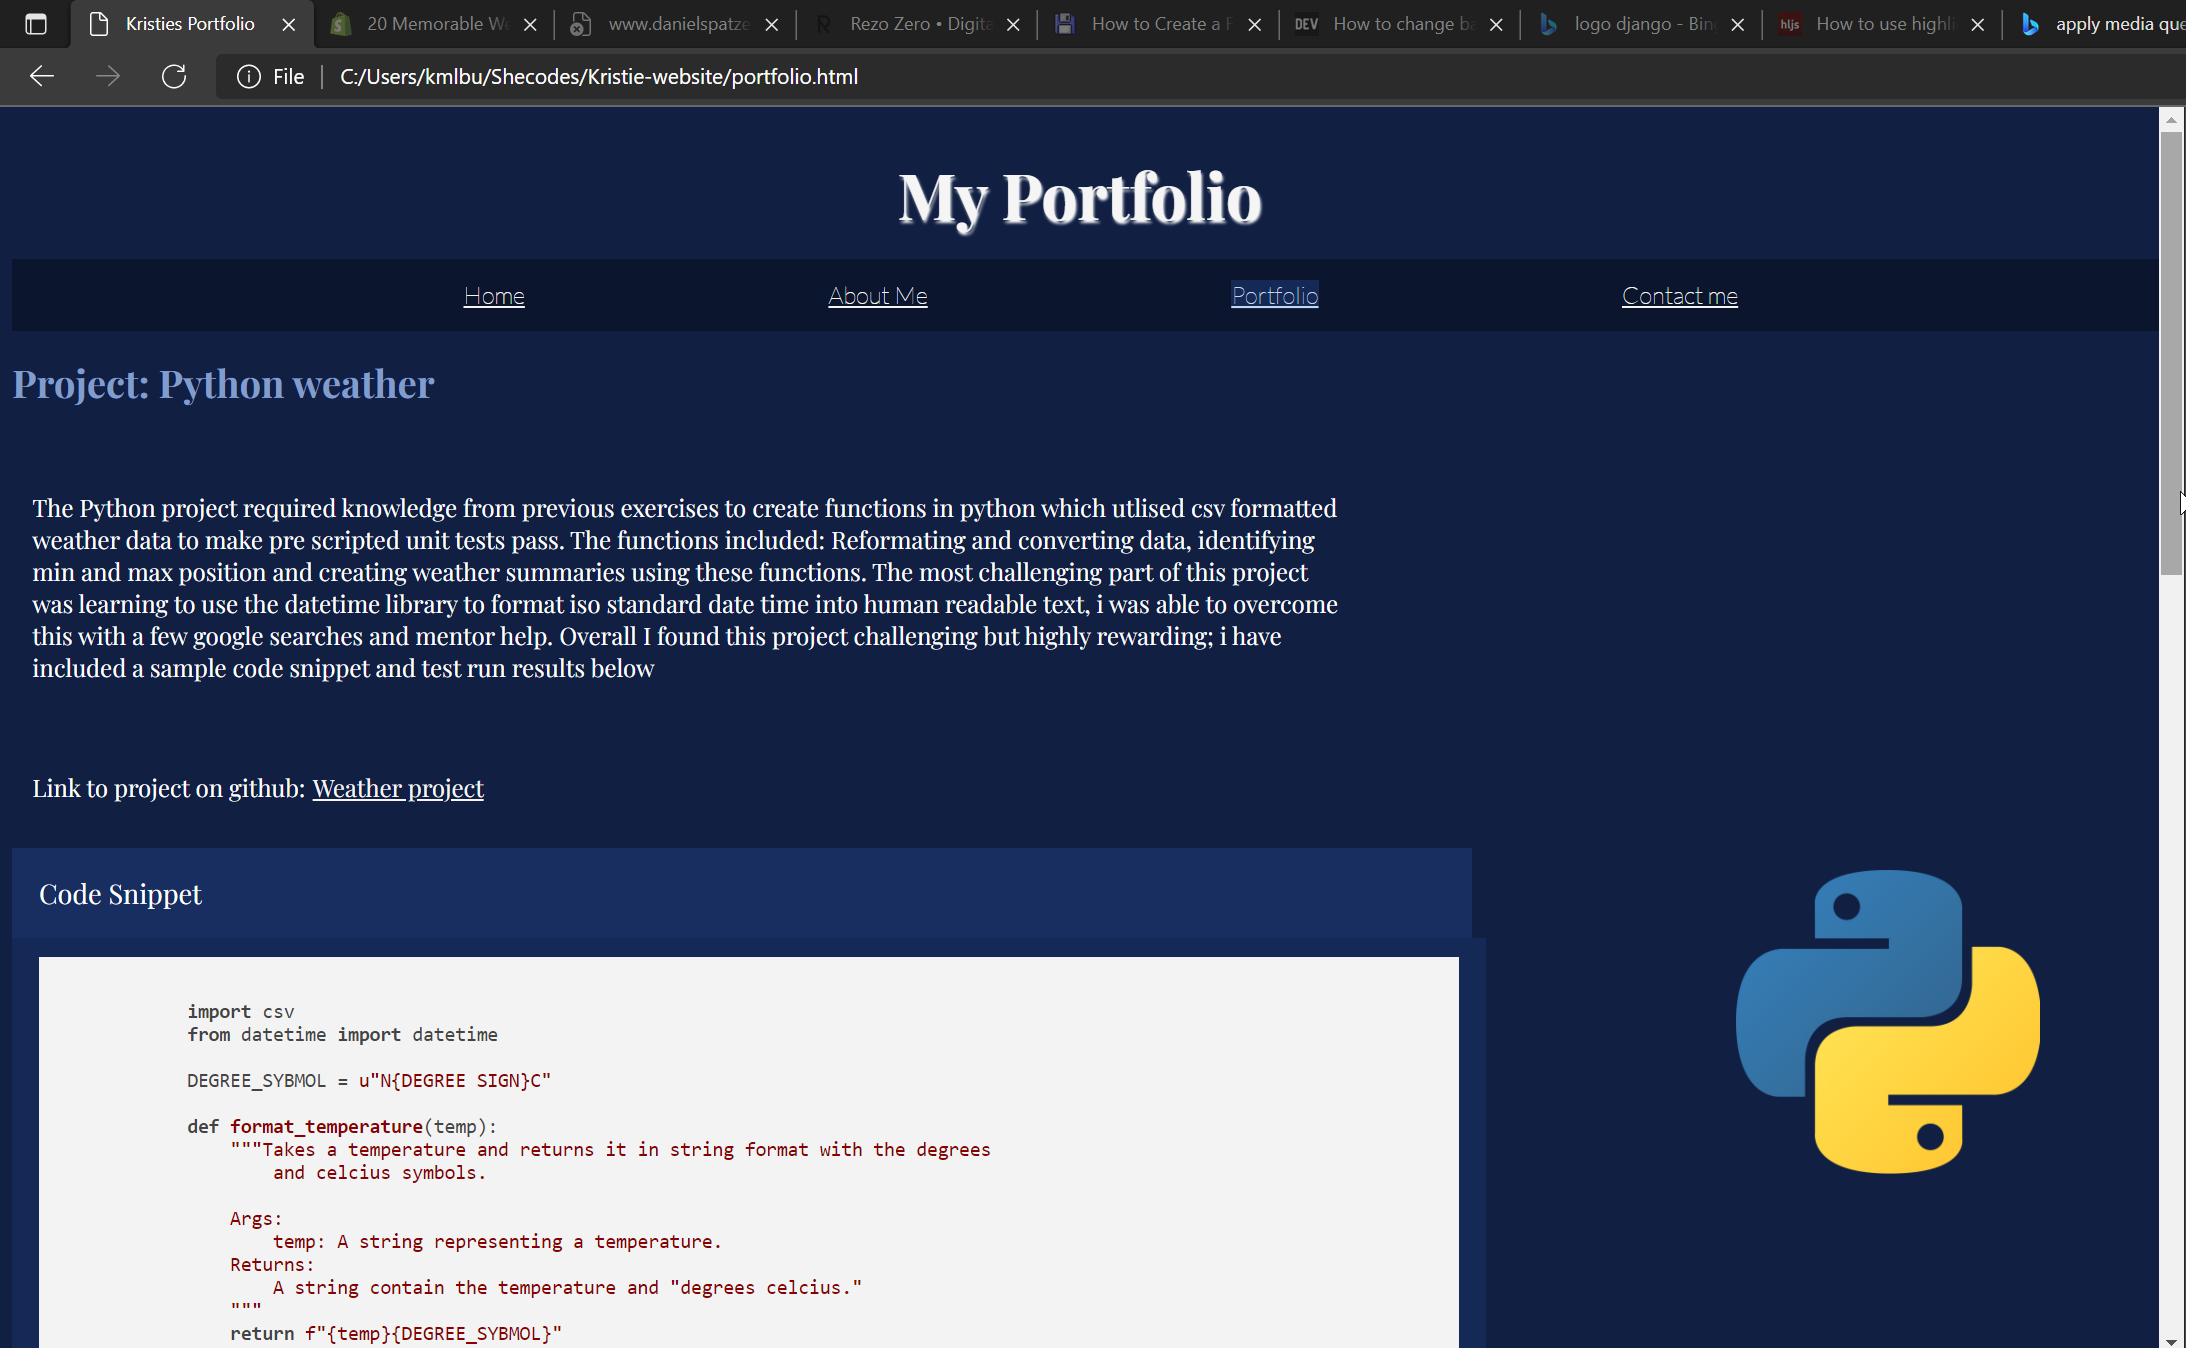 Kristies Portfolio
20 Memorable We
www.danielspatze
R Rezo Zero • Digita
How to Create a F
DEV How to change ba
logo django - Bing
hljs How to use highli
apply media que
File C:/Users/kmlbu/Shecodes/Kristie-website/portfolio.html
My Portfolio
Home About Me Portfolio Contact me
Project: Python weather
The Python project required knowledge from previous exercises to create functions in python which utlised csv formatted
weather data to make pre scripted unit tests pass. The functions included: Reformating and converting data, identifying
min and max position and creating weather summaries using these functions. The most challenging part of this project
was learning to use the datetime library to format iso standard date time into human readable text, i was able to overcome
this with a few google searches and mentor help. Overall I found this project challenging but highly rewarding; i have
included a sample code snippet and test run results below
Link to project on github: Weather project
Code Snippet
import csv
from datetime import datetime
DEGREE_SYBMOL = u"N{DEGREE SIGN}C"
def format_temperature(temp):
"""Takes a temperature and returns it in string format with the degrees
and celcius symbols.
Args:
temp: A string representing a temperature.
Returns:
A string contain the temperature and "degrees celcius."
"""
return f"{temp}{DEGREE_SYBMOL}"